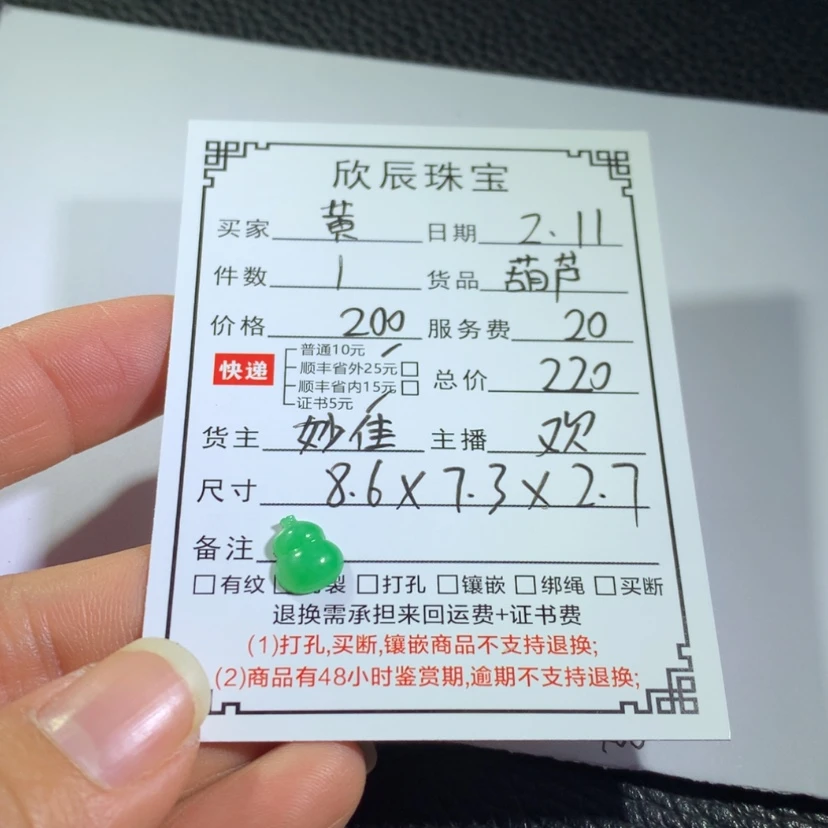 欣辰珠宝
买家 黄 日期 2.11
件数 1 货品 葫芦
价格 200 服务费 20
快递 普通10元
顺丰省外25元□ 总价 220
顺丰省内15元□
证书5元
货主 妙佳 主播 欢
尺寸 8.6×7.3×2.7
备注
□有纹 裂 □打孔 □镶嵌 □绑绳 □买断
退换需承担来回运费+证书费
(1)打孔,买断,镶嵌商品不支持退换;
(2)商品有48小时鉴赏期,逾期不支持退换;